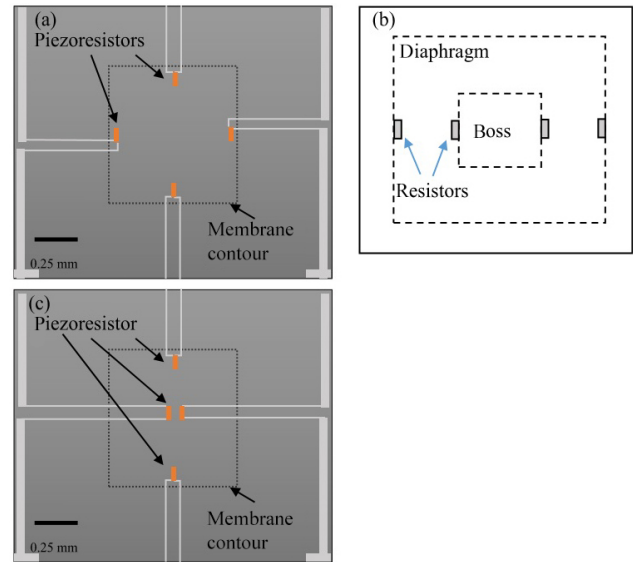 (a)
Piezoresistors
Membrane
contour
0.25 mm
(b)
Diaphragm
Boss
Resistors
(c)
Piezoresistor
Membrane
contour
0.25 mm